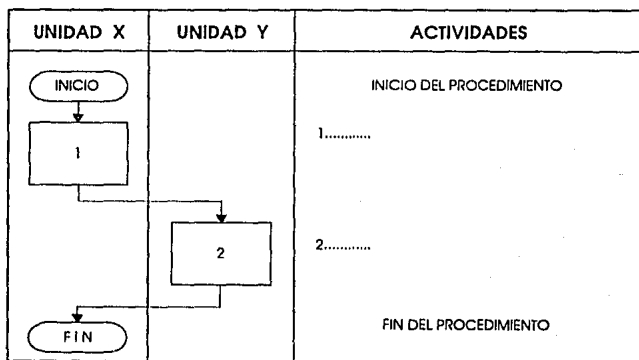 UNIDAD X UNIDAD Y ACTIVIDADES
INICIO INICIO DEL PROCEDIMIENTO
1 1............
2 2............
FIN FIN DEL PROCEDIMIENTO